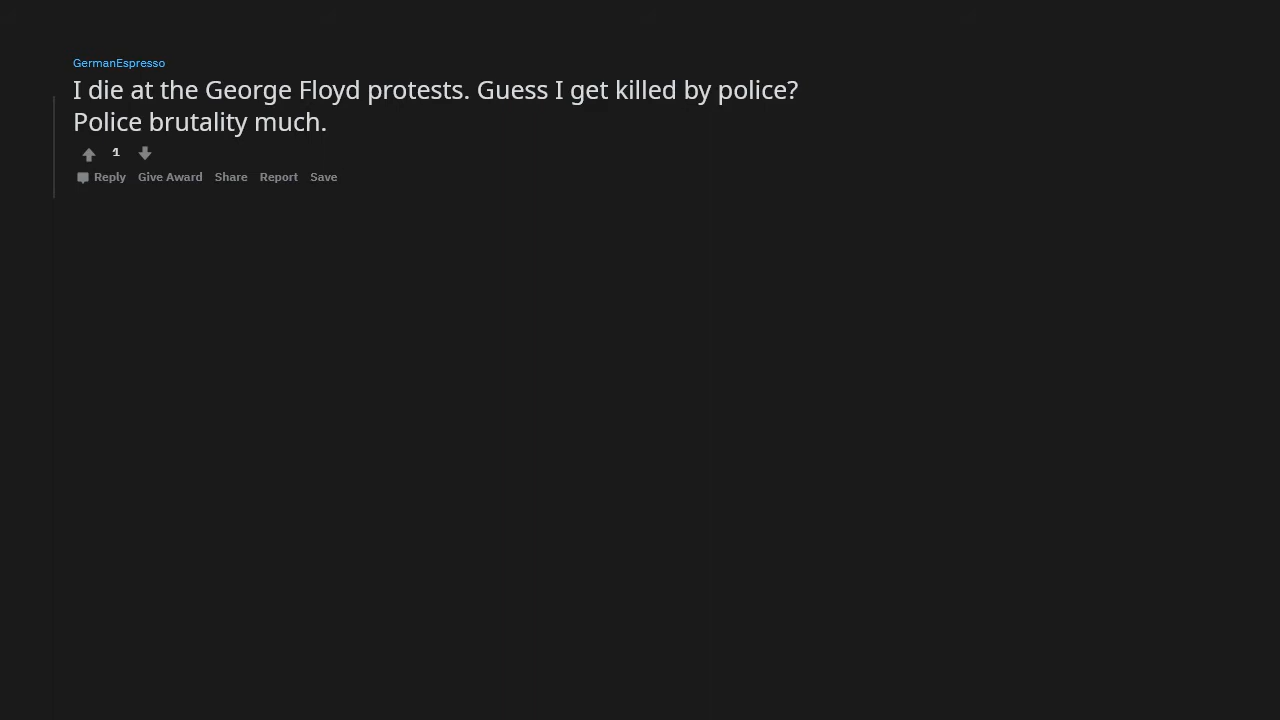 GermanEspresso
I die at the George Floyd protests. Guess I get killed by police?
Police brutality much.
1
Reply Give Award Share Report Save